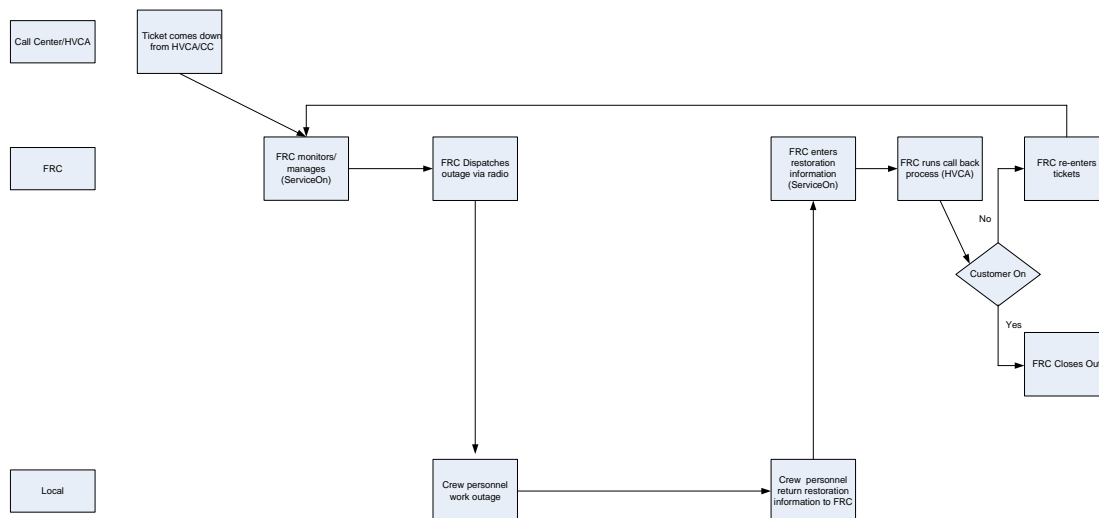 Call Center/HVCA
Ticket comes down
from HVCA/CC
FRC
FRC monitors/
manages
(ServiceOn)
FRC Dispatches
outage via radio
FRC enters
restoration
information
(ServiceOn)
FRC runs call back
process (HVCA)
FRC re-enters
tickets
No
Customer On
Yes
FRC Closes Out
Local
Crew personnel
work outage
Crew personnel
return restoration
information to FRC